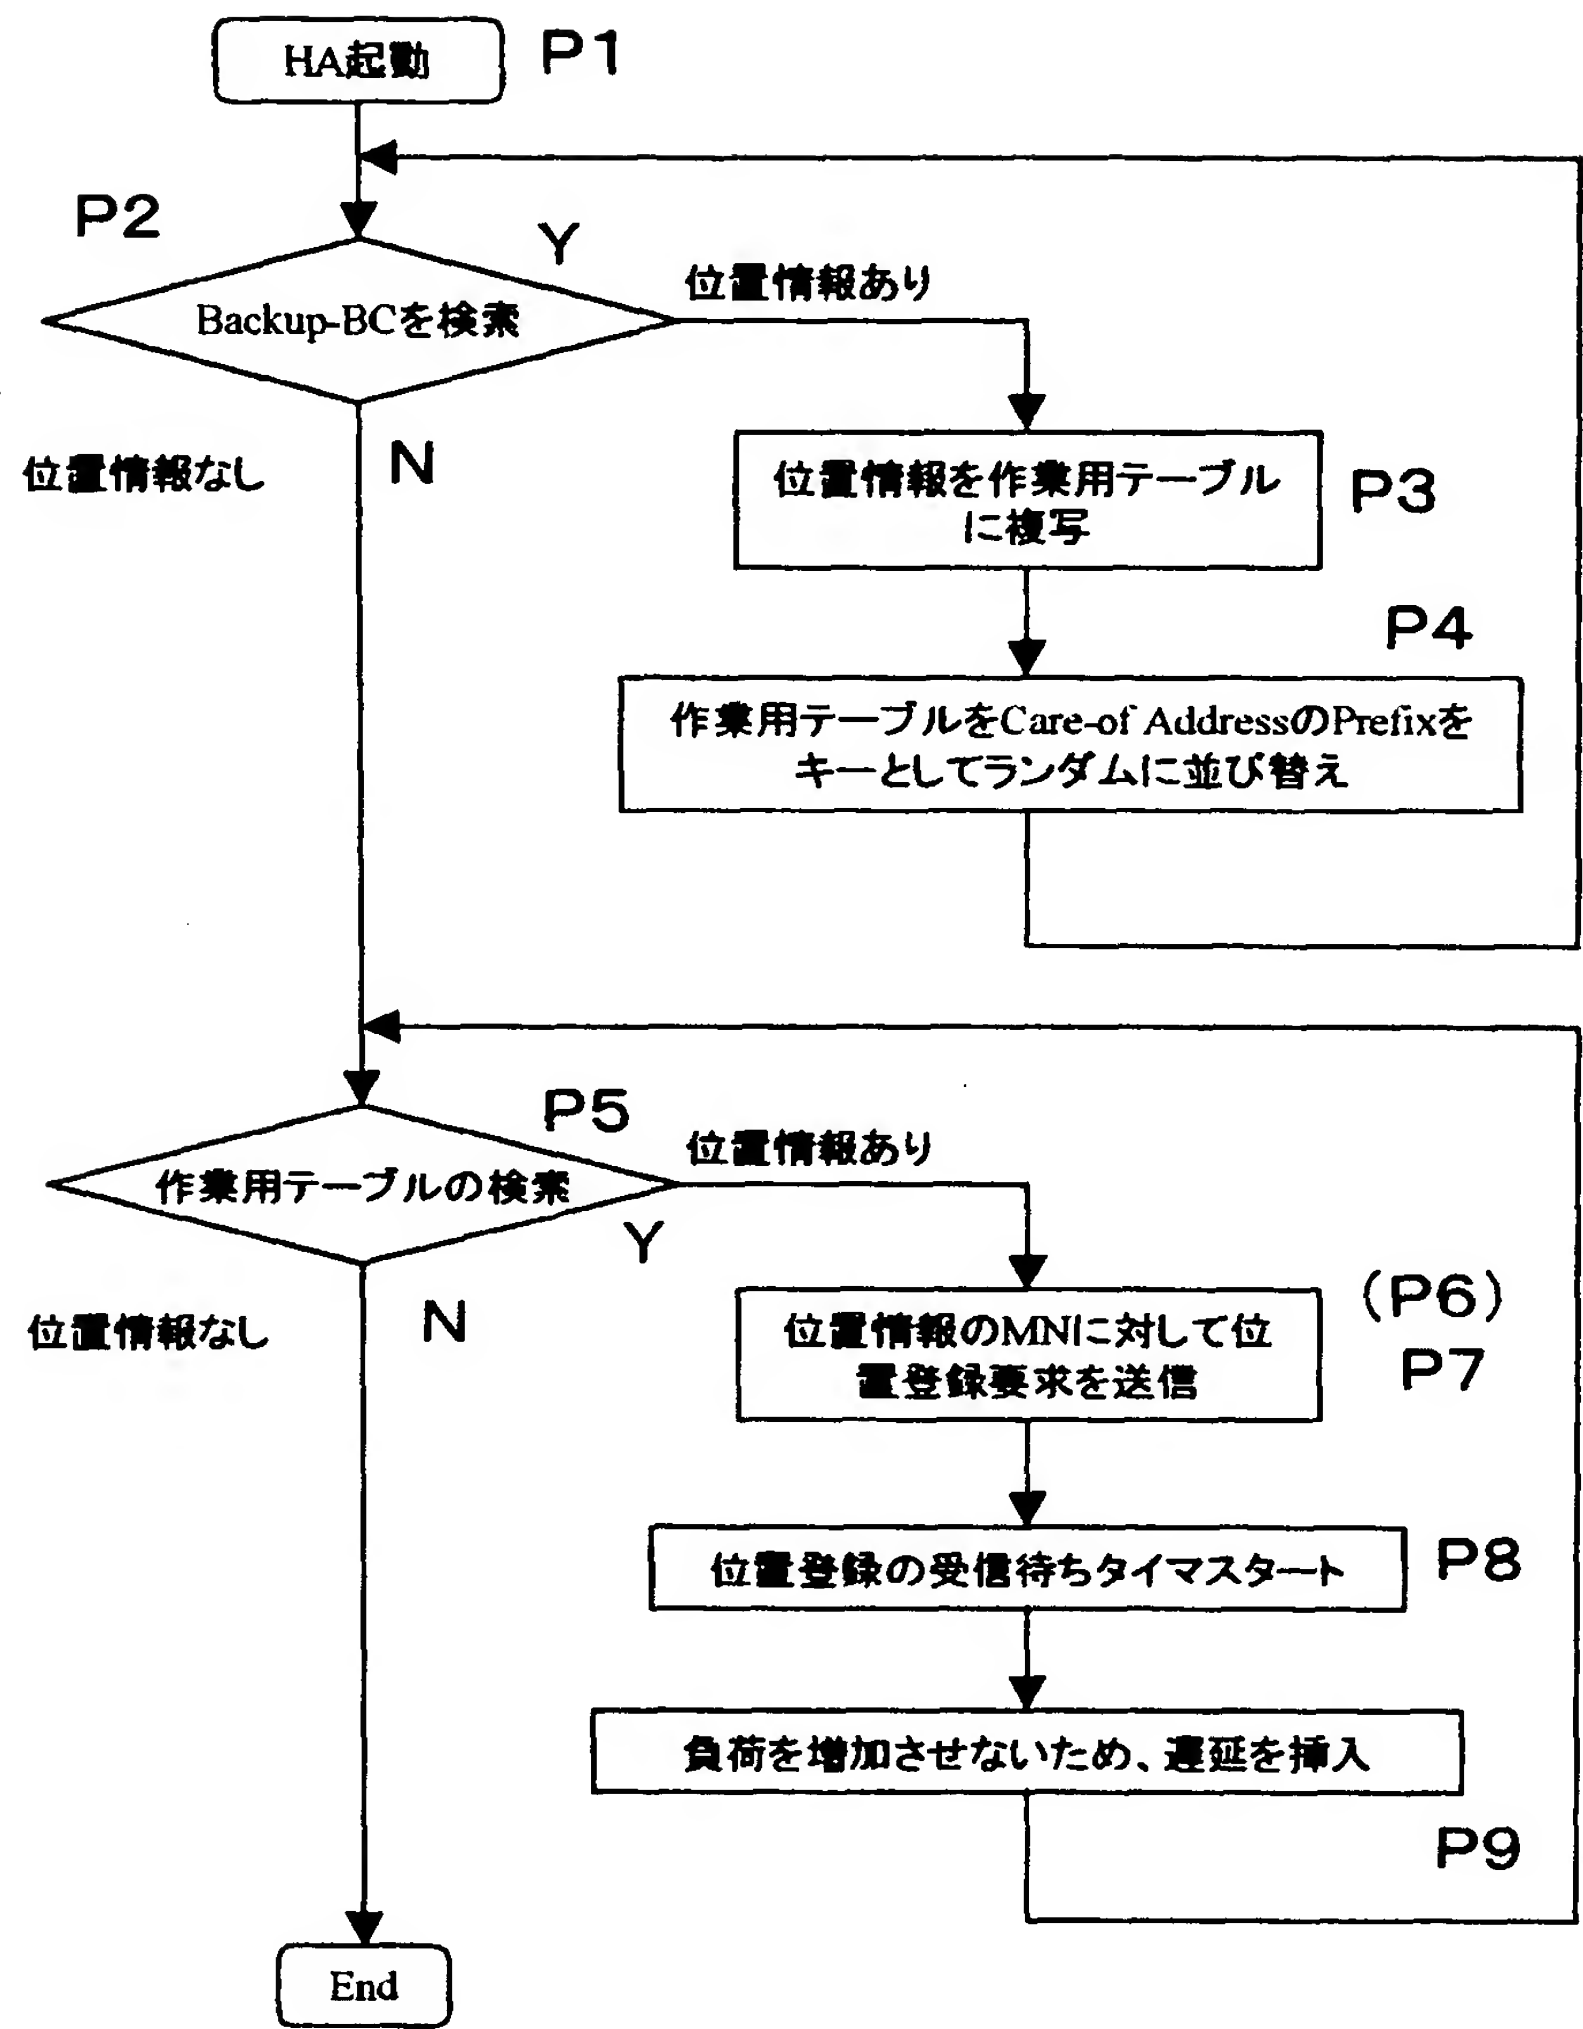 HA起動
P1
P2
Y
位置情報あり
Backup-BCを検索
位置情報なし
N
位置情報を作業用テーブル
に複写
P3
P4
作業用テーブルをCare-of AddressのPrefixを
キーとしてランダムに並び替え
P5
位置情報あり
作業用テーブルの検索
Y
位置情報なし
N
位置情報のMNに対して位
置登録要求を送信
(P6)
P7
位置登録の受信待ちタイマスタート
P8
負荷を増加させないため、遅延を挿入
P9
End